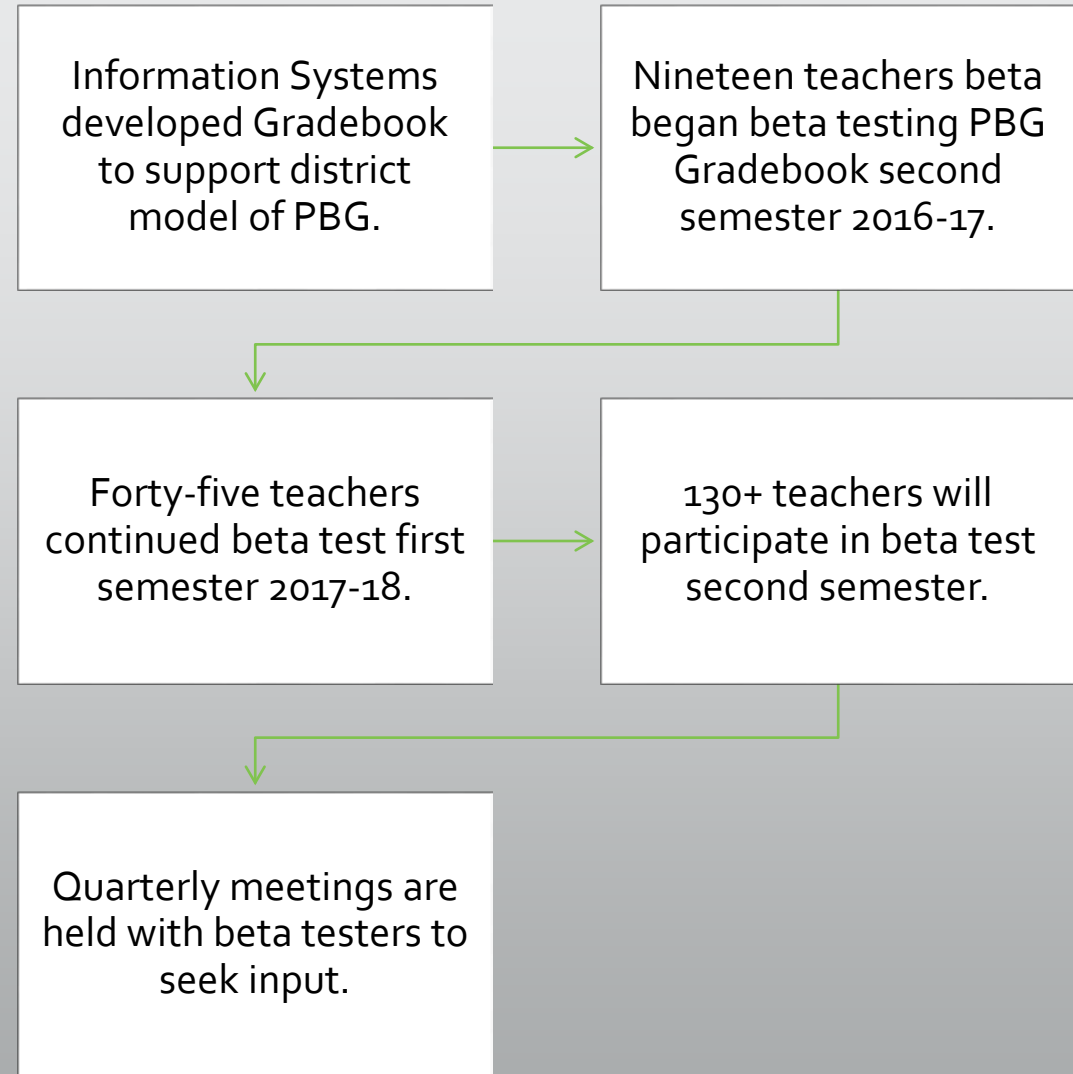 Information Systems
developed Gradebook
to support district
model of PBG.
Nineteen teachers beta
began beta testing PBG
Gradebook second
semester 2016-17.
Forty-five teachers
continued beta test first
semester 2017-18.
130+ teachers will
participate in beta test
second semester.
Quarterly meetings are
held with beta testers to
seek input.